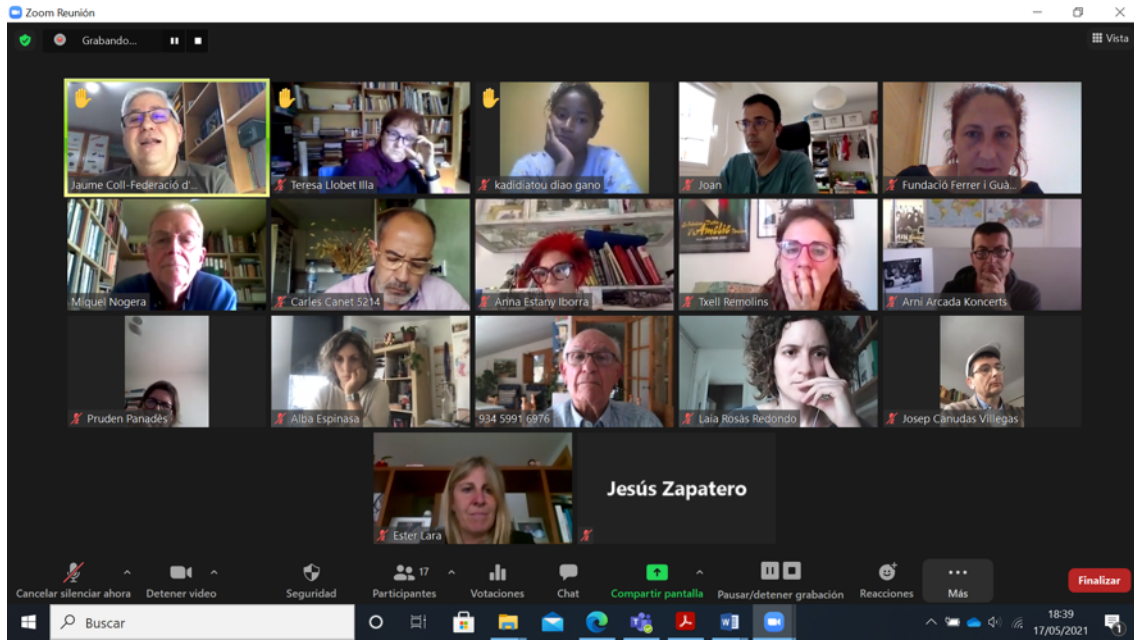 Zoom Reunión
Grabando...
Vista
Jaume Coll-Federació d'...
Teresa Llobet Illa
kadidiatou diao gano
Joan
Fundació Ferrer i Guà...
Miquel Nogera
Carles Canet 5214
Anna Estany Iborra
Txell Remolins
Arni Arcada Koncerts
Pruden Panadès
Alba Espinasa
934 5991 6976
Laia Rosàs Redondo
Josep Canudas Villegas
Ester Lara
Jesús Zapatero
17
Cancelar silenciar ahora
Detener video
Seguridad
Participantes
Votaciones
Chat
Compartir pantalla
Pausar/detener grabación
Reacciones
Más
Finalizar
Buscar
18:39
17/05/2021
1